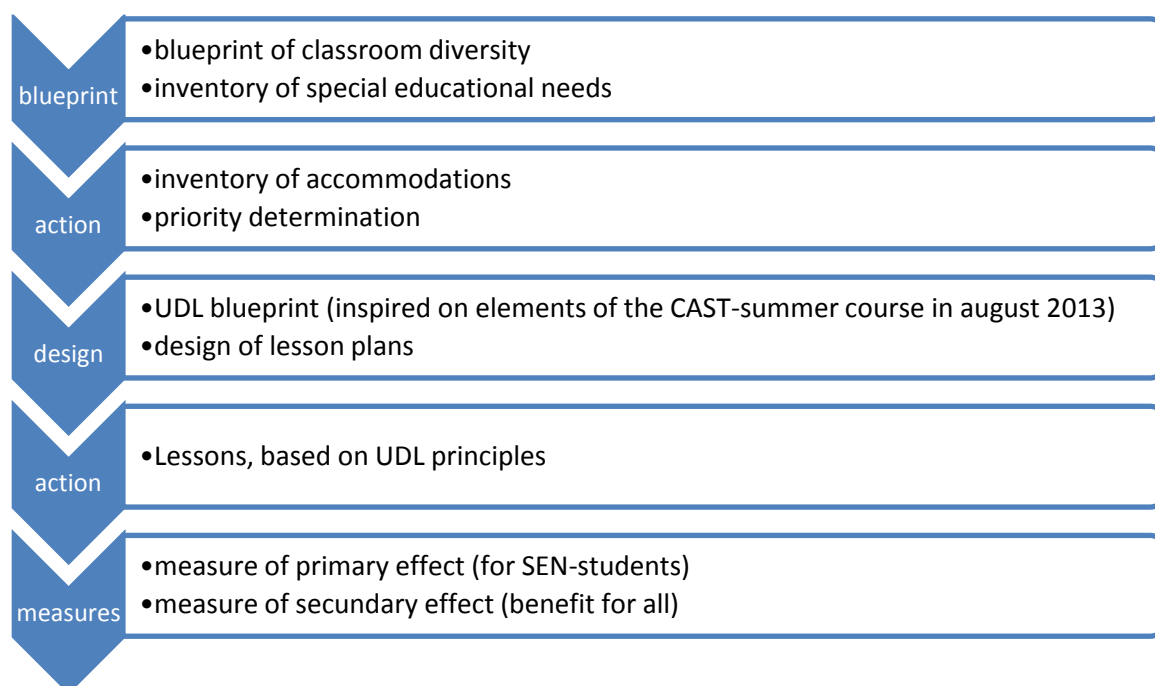 blueprint
•blueprint of classroom diversity
•inventory of special educational needs
action
•inventory of accommodations
•priority determination
design
•UDL blueprint (inspired on elements of the CAST-summer course in august 2013)
•design of lesson plans
action
•Lessons, based on UDL principles
measures
•measure of primary effect (for SEN-students)
•measure of secundary effect (benefit for all)